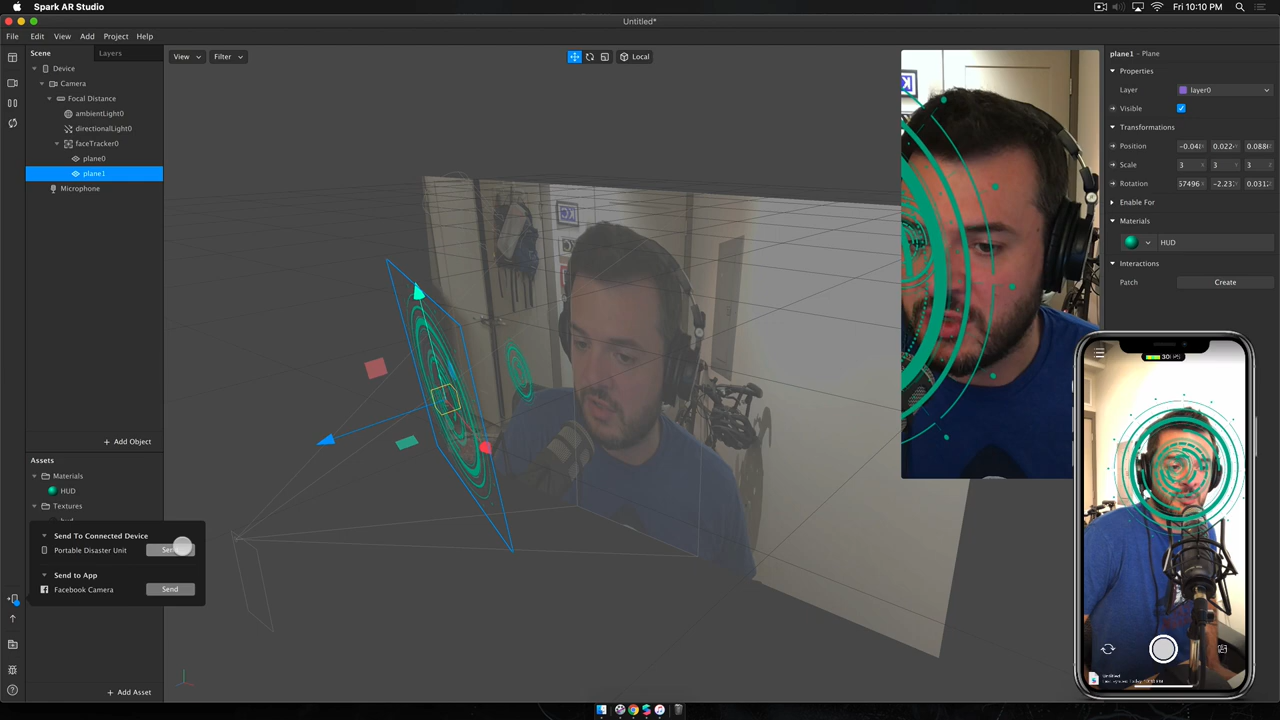 Spark AR Studio
Fri 10:10 PM
Untitled*
File Edit View Add Project Help
Scene
Layers
Device
Camera
Focal Distance
ambientLight0
directionalLight0
faceTracker0
plane0
plane1
Microphone
+ Add Object
Assets
Materials
HUD
Textures
Send To Connected Device
Portable Disaster Unit
Send to App
Facebook Camera
Send
+ Add Asset
View
Filter
Local
KC
KC
plane1 – Plane
Properties
Layer
layer0
Visible
Transformations
Position
Scale
3
3
3
Rotation
Enable For
Materials
HUD
Interactions
Patch
Create